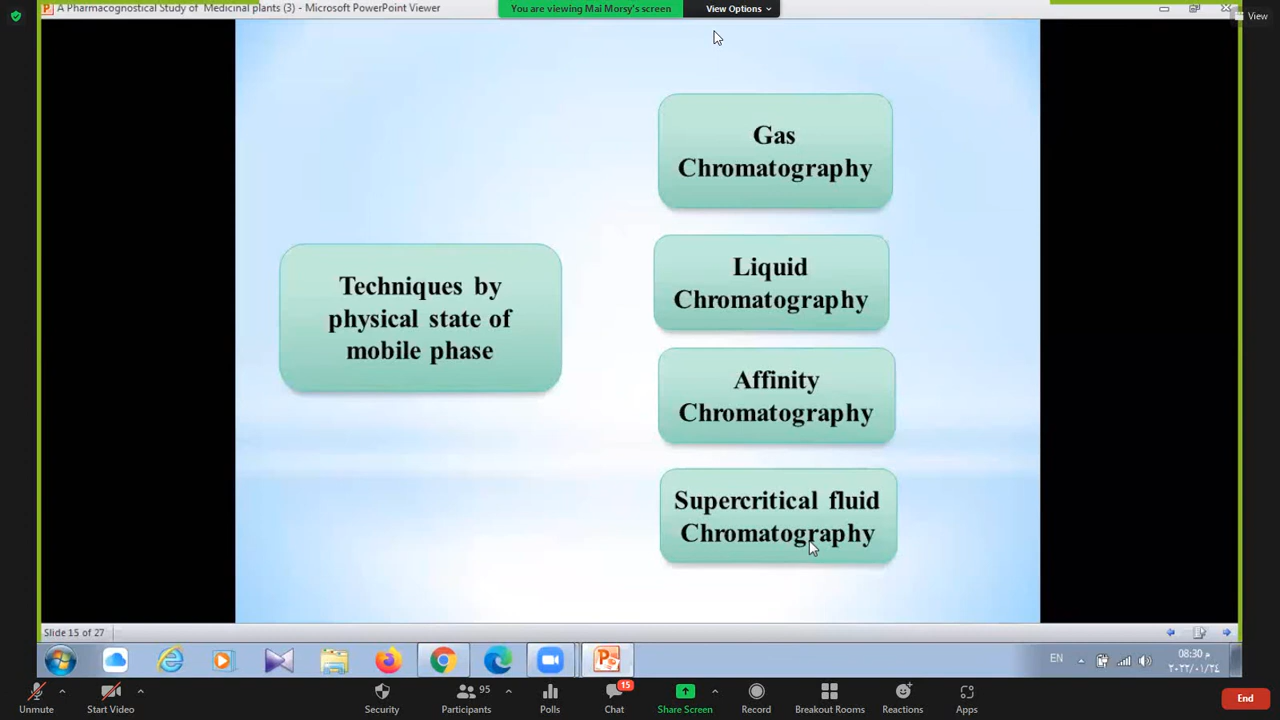 A Pharmacognostical Study of Medicinal plants (3) - Microsoft PowerPoint Viewer
You are viewing Mai Morsy's screen
View Options
View
Gas
Chromatography
Liquid
Chromatography
Techniques by
physical state of
mobile phase
Affinity
Chromatography
Supercritical fluid
Chromatography
Slide 15 of 27
EN
08:30 م
٢٠٢٢/٠١/٢٤
Unmute
Start Video
Security
Participants
95
Polls
Chat
15
Share Screen
Record
Breakout Rooms
Reactions
Apps
End